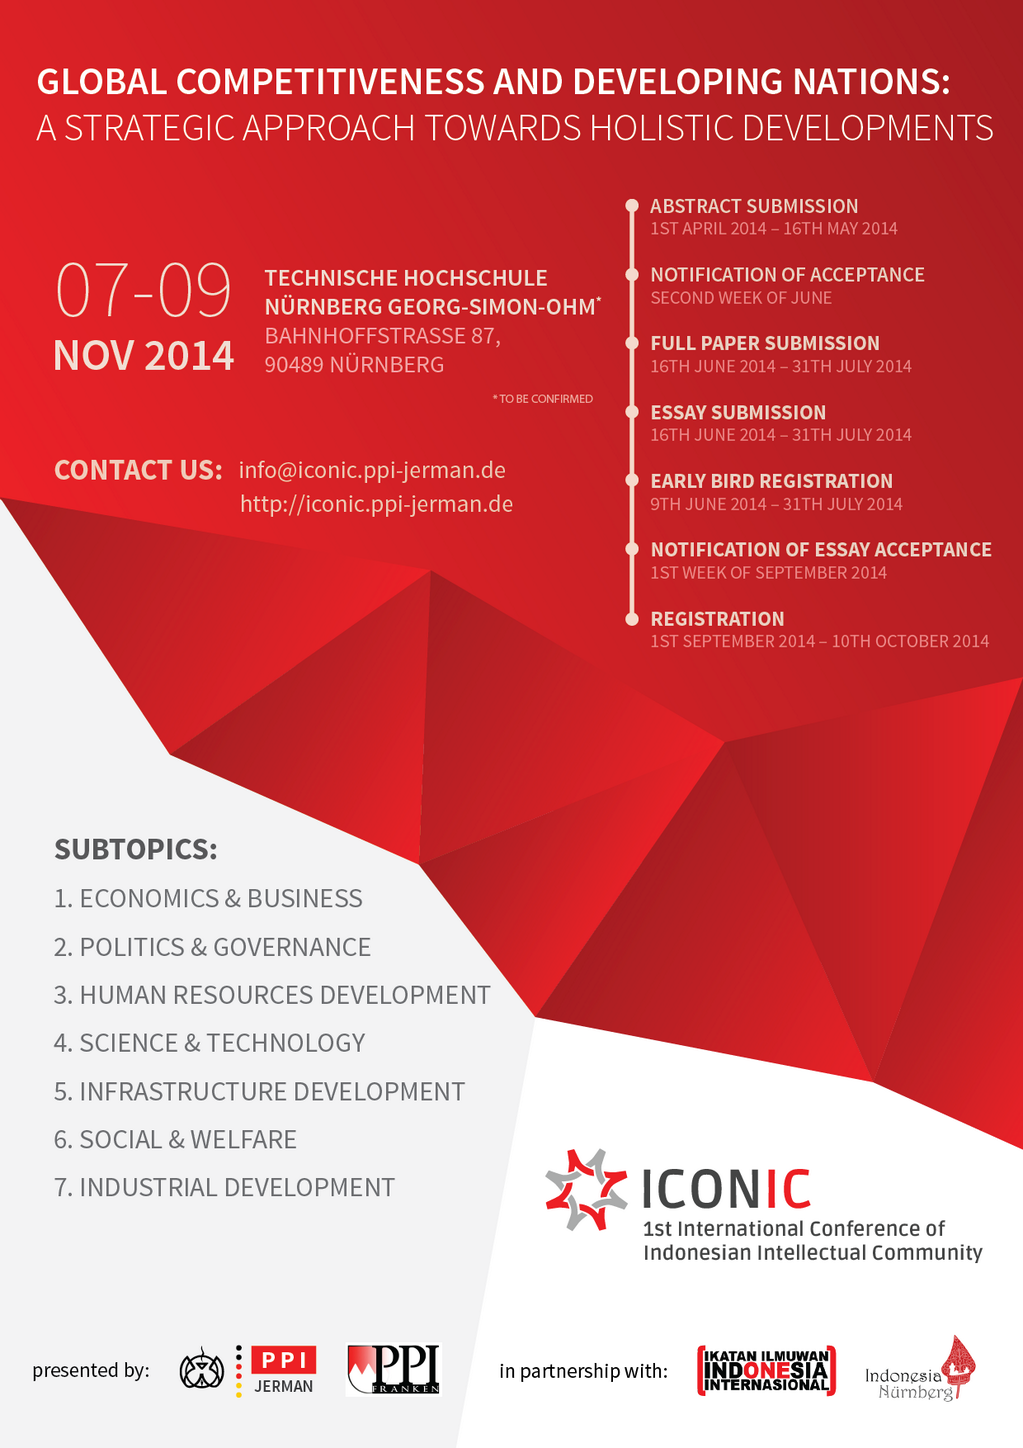 GLOBAL COMPETITIVENESS AND DEVELOPING NATIONS:
A STRATEGIC APPROACH TOWARDS HOLISTIC DEVELOPMENTS
07-09
NOV 2014
TECHNISCHE HOCHSCHULE
NÜRNBERG GEORG-SIMON-OHM*
BAHNHOFFSTRASSE 87,
90489 NÜRNBERG
* TO BE CONFIRMED
CONTACT US: info@iconic.ppi-jerman.de
http://iconic.ppi-jerman.de
ABSTRACT SUBMISSION
1ST APRIL 2014 – 16TH MAY 2014
NOTIFICATION OF ACCEPTANCE
SECOND WEEK OF JUNE
FULL PAPER SUBMISSION
16TH JUNE 2014 – 31TH JULY 2014
ESSAY SUBMISSION
16TH JUNE 2014 – 31TH JULY 2014
EARLY BIRD REGISTRATION
9TH JUNE 2014 – 31TH JULY 2014
NOTIFICATION OF ESSAY ACCEPTANCE
1ST WEEK OF SEPTEMBER 2014
REGISTRATION
1ST SEPTEMBER 2014 – 10TH OCTOBER 2014
SUBTOPICS:
1. ECONOMICS & BUSINESS
2. POLITICS & GOVERNANCE
3. HUMAN RESOURCES DEVELOPMENT
4. SCIENCE & TECHNOLOGY
5. INFRASTRUCTURE DEVELOPMENT
6. SOCIAL & WELFARE
7. INDUSTRIAL DEVELOPMENT
ICONIC
1st International Conference of
Indonesian Intellectual Community
presented by:
PPI
JERMAN
PPI
FRANKEN
in partnership with:
IKATAN ILMUWAN
INDONESIA
INTERNASIONAL
Indonesia
Nürnberg